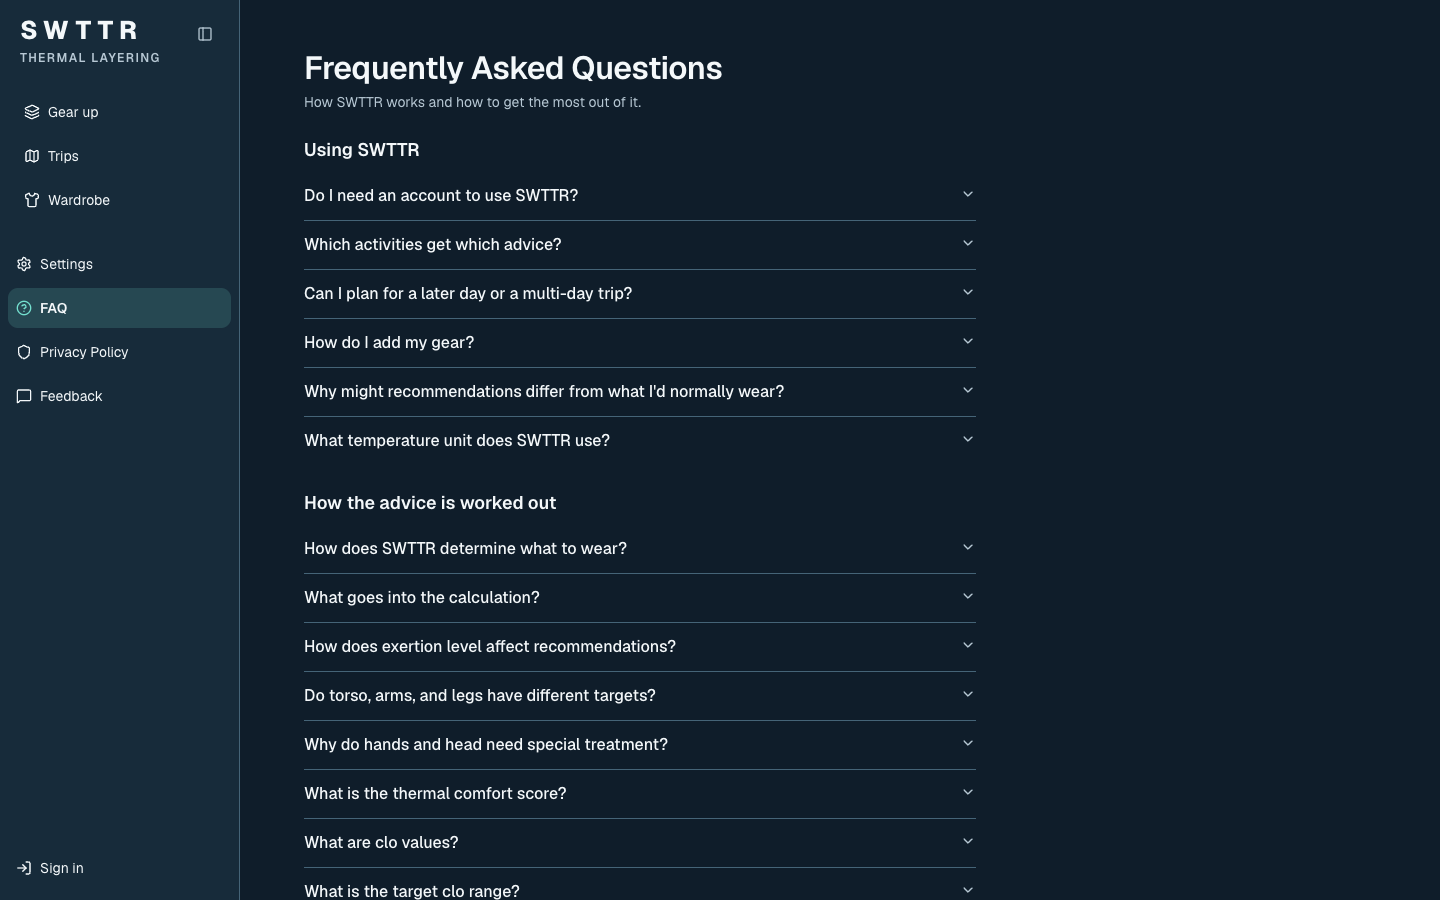 SWTTR
THERMAL LAYERING
Gear up
Trips
Wardrobe
Settings
FAQ
Privacy Policy
Feedback
Sign in
Frequently Asked Questions
How SWTTR works and how to get the most out of it.
Using SWTTR
Do I need an account to use SWTTR?
Which activities get which advice?
Can I plan for a later day or a multi-day trip?
How do I add my gear?
Why might recommendations differ from what I'd normally wear?
What temperature unit does SWTTR use?
How the advice is worked out
How does SWTTR determine what to wear?
What goes into the calculation?
How does exertion level affect recommendations?
Do torso, arms, and legs have different targets?
Why do hands and head need special treatment?
What is the thermal comfort score?
What are clo values?
What is the target clo range?